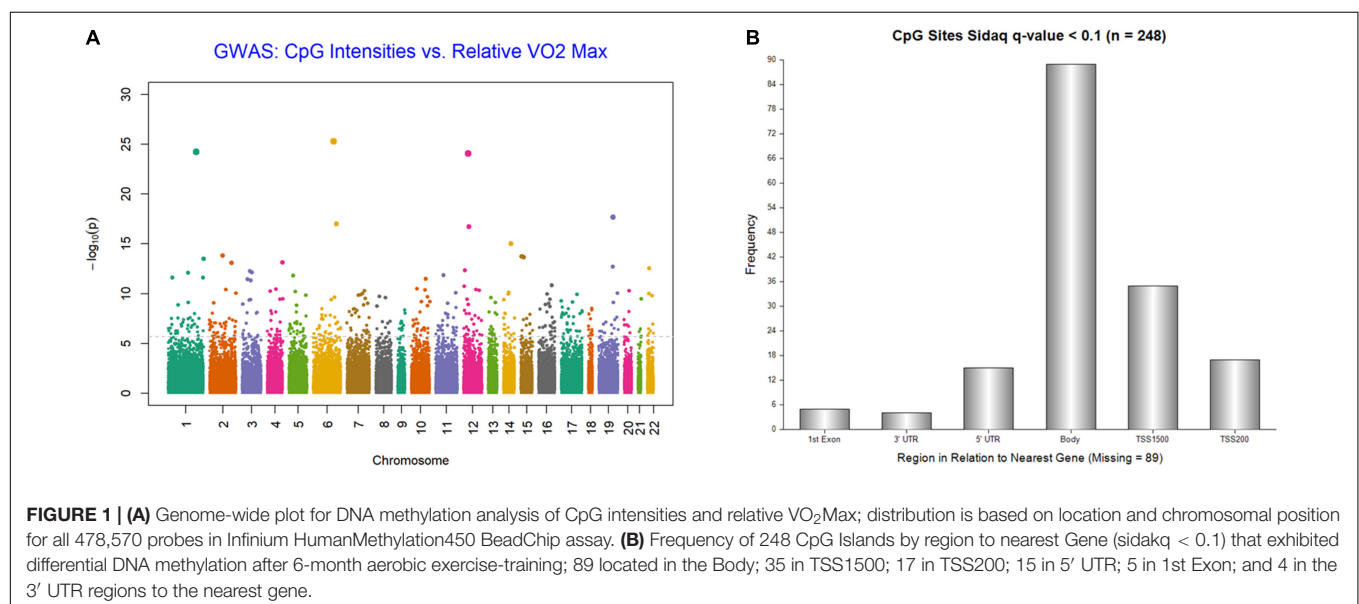 A
GWAS: CpG Intensities vs. Relative VO2 Max
30
25
20
15
10
5
0
– log10(p)
1 2 3 4 5 6 7 8 9 10 11 12 13 14 15 16 17 18 19 20 21 22
Chromosome
B
CpG Sites Sidaq q-value < 0.1 (n = 248)
90
84
78
72
66
60
54
48
42
36
30
24
18
12
6
0
Frequency
1st Exon 3' UTR 5' UTR Body TSS1500 TSS200
Region in Relation to Nearest Gene (Missing = 89)
FIGURE 1 | (A) Genome-wide plot for DNA methylation analysis of CpG intensities and relative VO2Max; distribution is based on location and chromosomal position
for all 478,570 probes in Infinium HumanMethylation450 BeadChip assay. (B) Frequency of 248 CpG Islands by region to nearest Gene (sidakq < 0.1) that exhibited
differential DNA methylation after 6-month aerobic exercise-training; 89 located in the Body; 35 in TSS1500; 17 in TSS200; 15 in 5′ UTR; 5 in 1st Exon; and 4 in the
3′ UTR regions to the nearest gene.